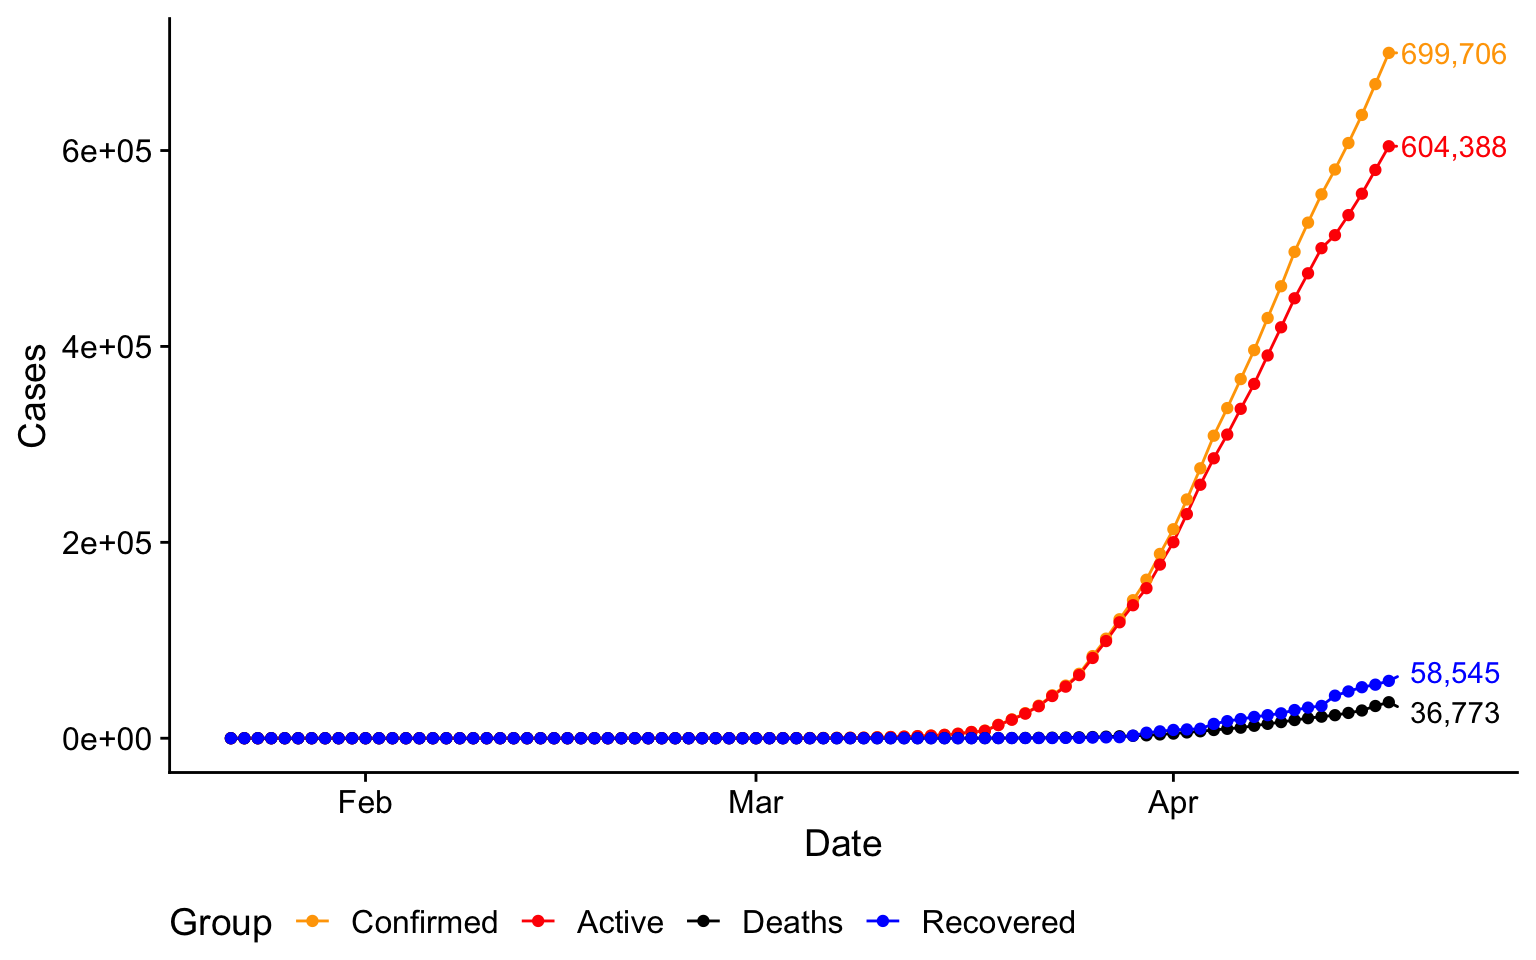 699,706
6e+05
604,388
4e+05
Cases
2e+05
58,545
36,773
0e+00
Feb Mar Apr
Date
Group Confirmed Active Deaths Recovered